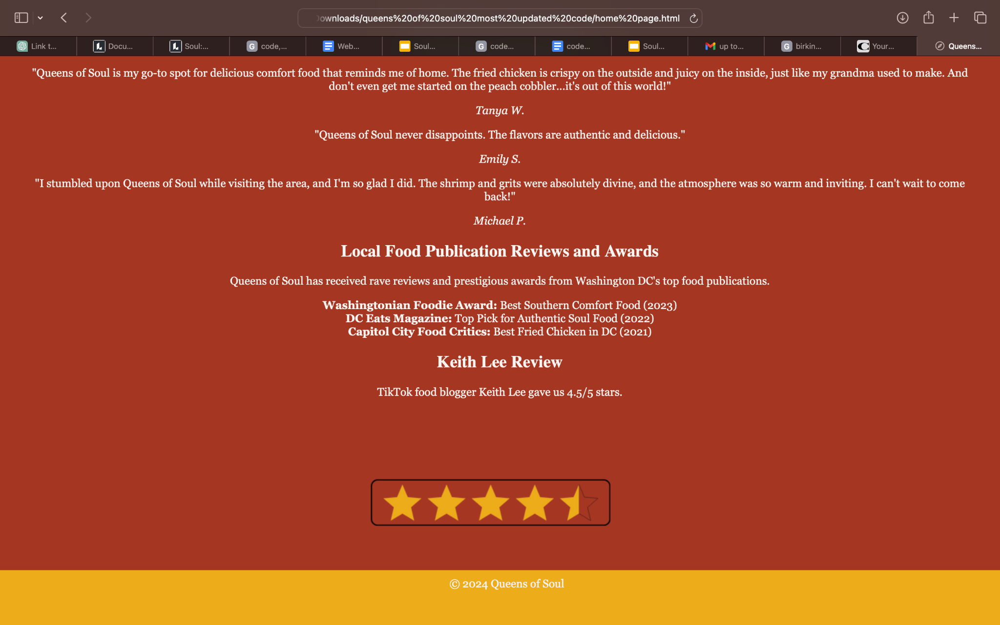 ownloads/queens%20of%20soul%20most%20updated%20code/home%20page.html
Link t...
Docu...
Soul:...
G code,...
Web...
Soul...
G code...
code...
Soul...
up to...
G birkin...
Your...
Queens...
"Queens of Soul is my go-to spot for delicious comfort food that reminds me of home. The fried chicken is crispy on the outside and juicy on the inside, just like my grandma used to make. And
don't even get me started on the peach cobbler...it's out of this world!"
Tanya W.
"Queens of Soul never disappoints. The flavors are authentic and delicious."
Emily S.
"I stumbled upon Queens of Soul while visiting the area, and I'm so glad I did. The shrimp and grits were absolutely divine, and the atmosphere was so warm and inviting. I can't wait to come
back!"
Michael P.
Local Food Publication Reviews and Awards
Queens of Soul has received rave reviews and prestigious awards from Washington DC's top food publications.
Washingtonian Foodie Award: Best Southern Comfort Food (2023)
DC Eats Magazine: Top Pick for Authentic Soul Food (2022)
Capitol City Food Critics: Best Fried Chicken in DC (2021)
Keith Lee Review
TikTok food blogger Keith Lee gave us 4.5/5 stars.
© 2024 Queens of Soul